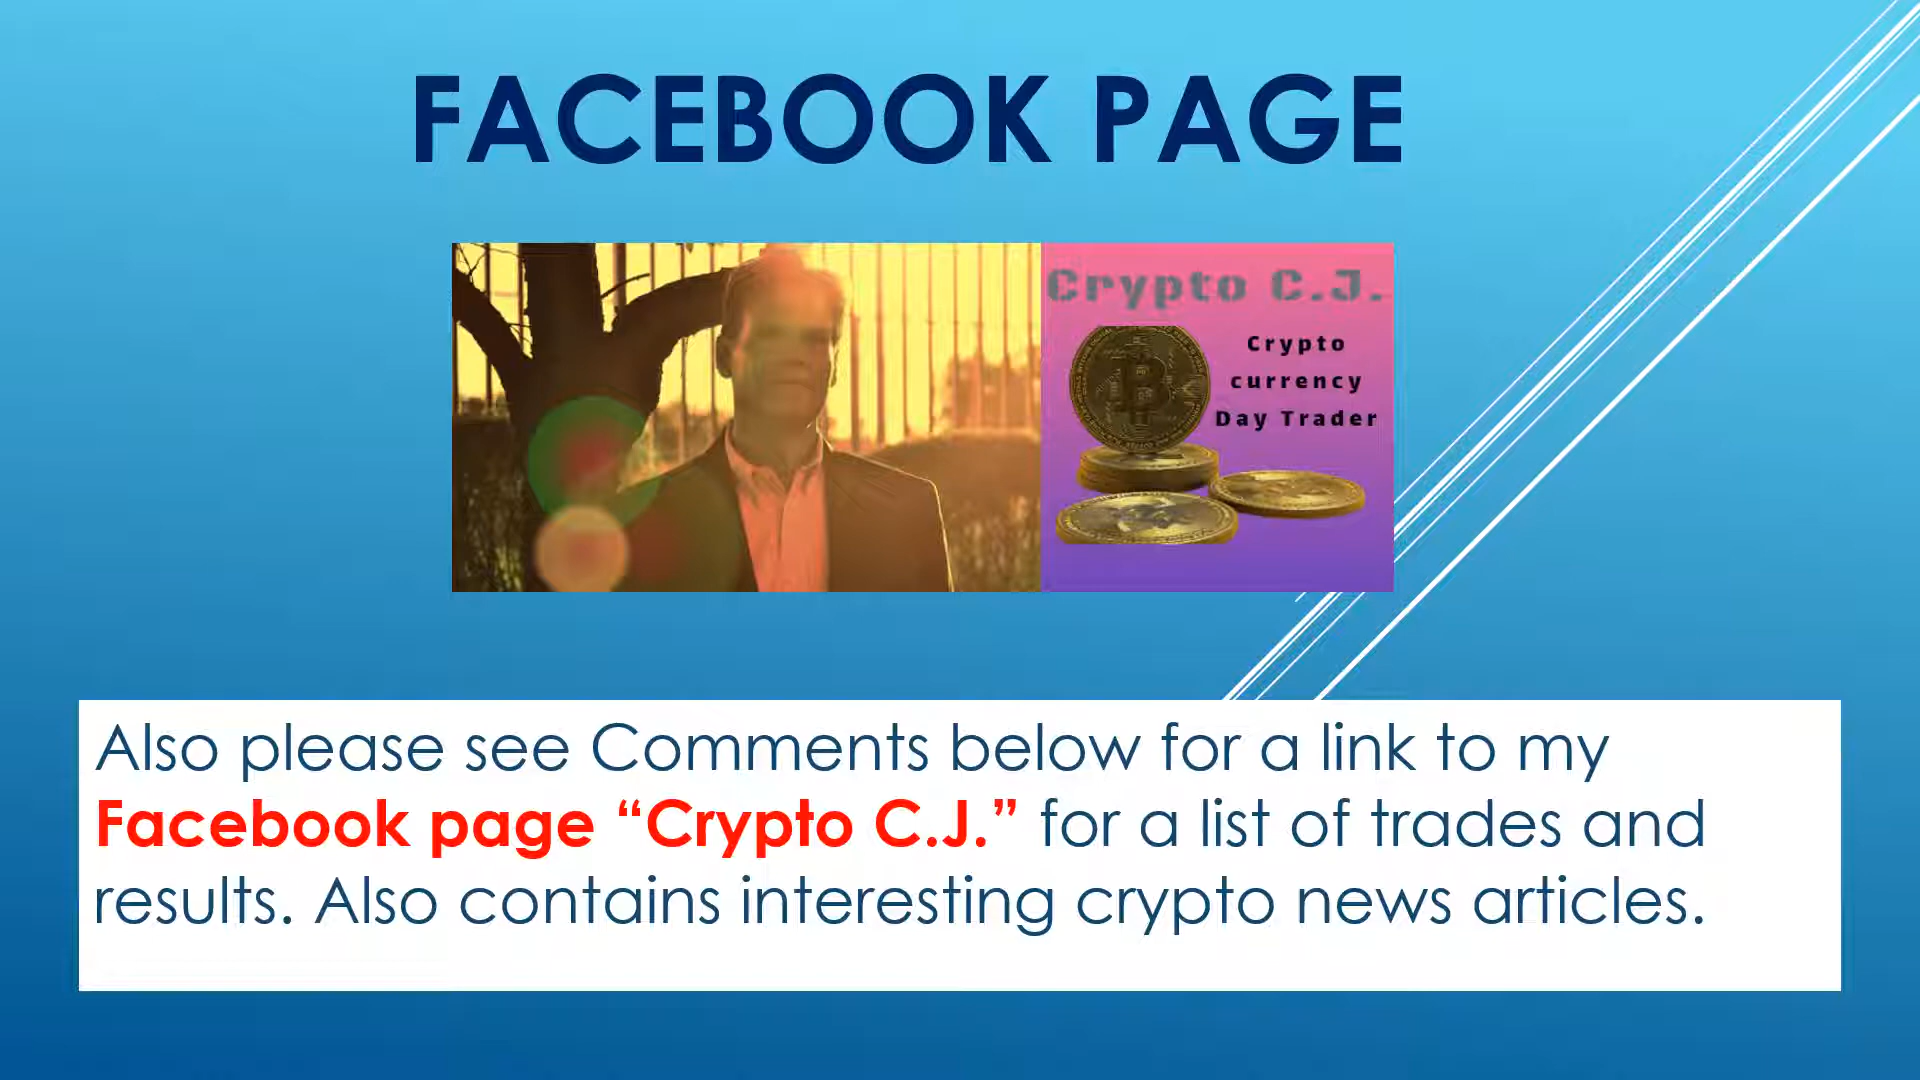 FACEBOOK PAGE
Crypto C.J.
Crypto
currency
Day Trader
Also please see Comments below for a link to my
Facebook page “Crypto C.J.” for a list of trades and
results. Also contains interesting crypto news articles.